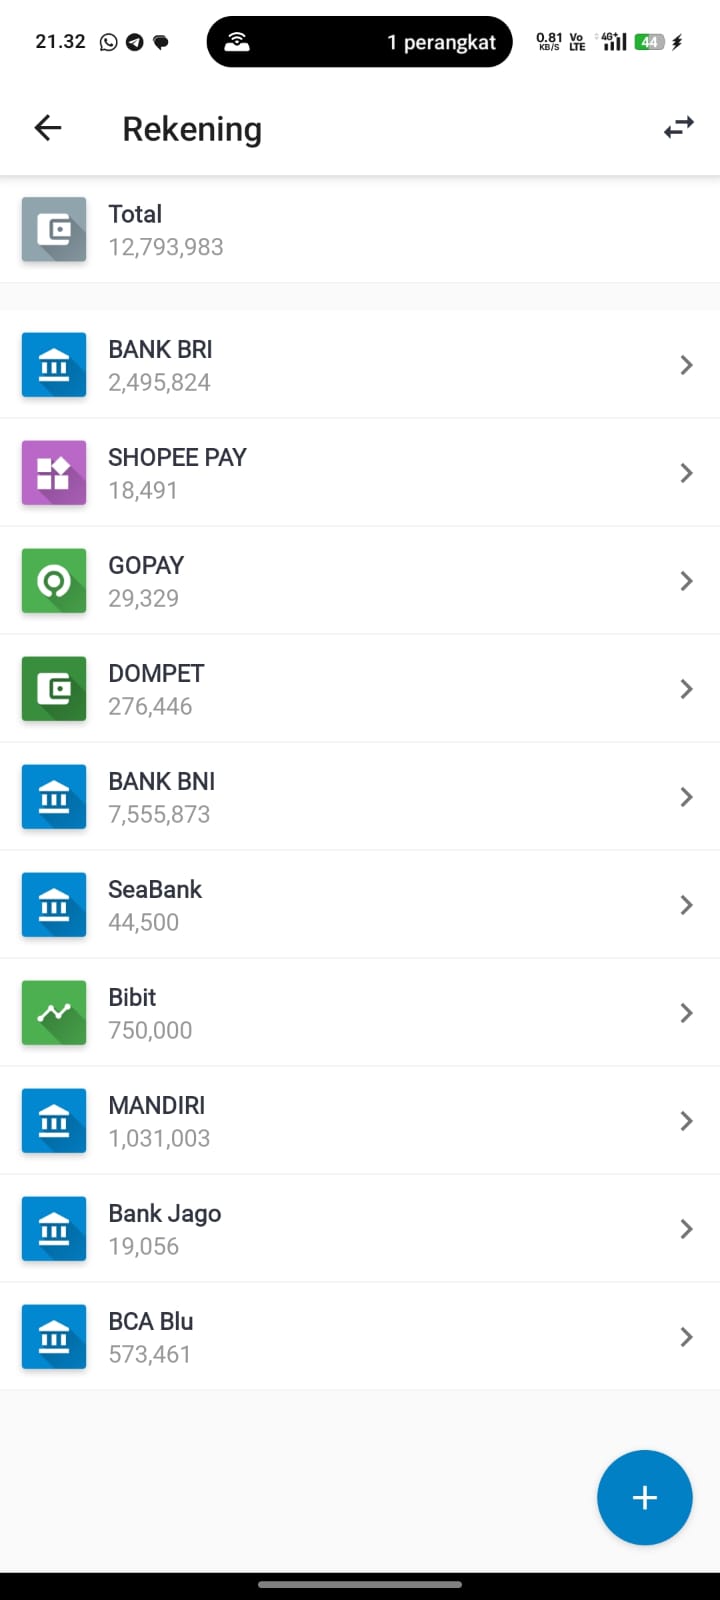 21.32
1 perangkat
0.81 KB/S Vo LTE 4G+ 44
Rekening
Total
12,793,983
BANK BRI
2,495,824
SHOPEE PAY
18,491
GOPAY
29,329
DOMPET
276,446
BANK BNI
7,555,873
SeaBank
44,500
Bibit
750,000
MANDIRI
1,031,003
Bank Jago
19,056
BCA Blu
573,461